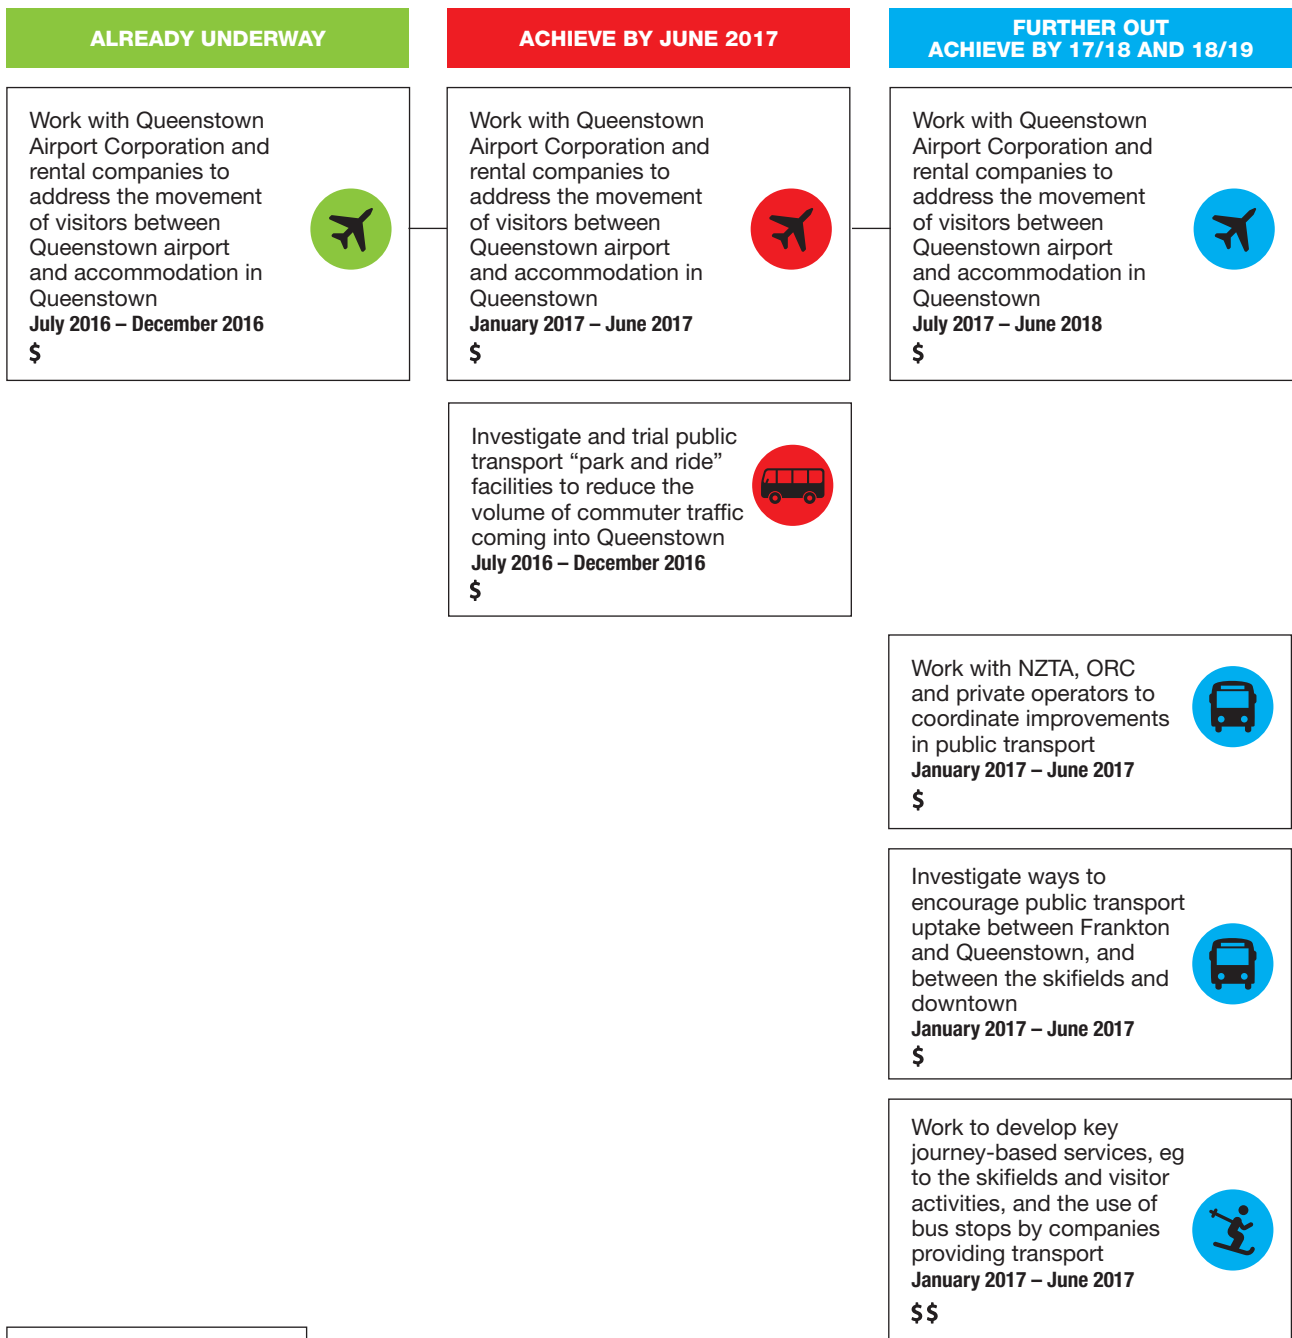 ALREADY UNDERWAY
ACHIEVE BY JUNE 2017
FURTHER OUT
ACHIEVE BY 17/18 AND 18/19
Work with Queenstown
Airport Corporation and
rental companies to
address the movement
of visitors between
Queenstown airport
and accommodation in
Queenstown
July 2016 – December 2016
$
Work with Queenstown
Airport Corporation and
rental companies to
address the movement
of visitors between
Queenstown airport
and accommodation in
Queenstown
January 2017 – June 2017
$
Work with Queenstown
Airport Corporation and
rental companies to
address the movement
of visitors between
Queenstown airport
and accommodation in
Queenstown
July 2017 – June 2018
$
Investigate and trial public
transport “park and ride”
facilities to reduce the
volume of commuter traffic
coming into Queenstown
July 2016 – December 2016
$
Work with NZTA, ORC
and private operators to
coordinate improvements
in public transport
January 2017 – June 2017
$
Investigate ways to
encourage public transport
uptake between Frankton
and Queenstown, and
between the skifields and
downtown
January 2017 – June 2017
$
Work to develop key
journey-based services, eg
to the skifields and visitor
activities, and the use of
bus stops by companies
providing transport
January 2017 – June 2017
$$